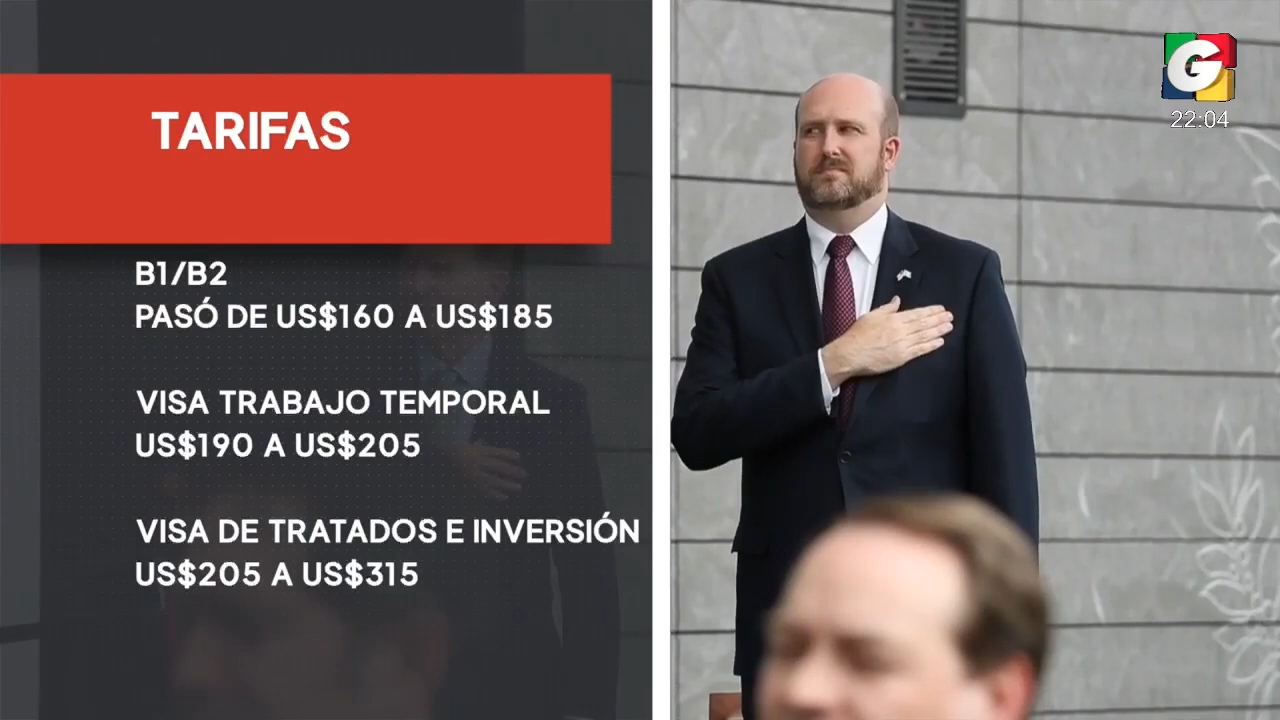 TARIFAS
B1/B2
PASÓ DE US$160 A US$185
VISA TRABAJO TEMPORAL
US$190 A US$205
VISA DE TRATADOS E INVERSIÓN
US$205 A US$315
G
22:04